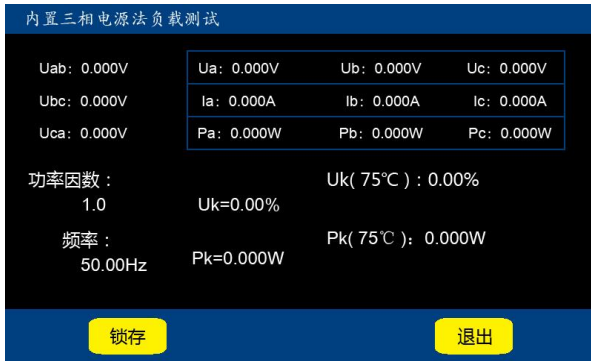 内置三相电源法负载测试
Uab: 0.000V Ua: 0.000V Ub: 0.000V Uc: 0.000V
Ubc: 0.000V Ia: 0.000A Ib: 0.000A Ic: 0.000A
Uca: 0.000V Pa: 0.000W Pb: 0.000W Pc: 0.000W
功率因数： Uk( 75℃ )：0.00%
1.0 Uk=0.00%
频率： Pk( 75℃ )：0.000W
50.00Hz Pk=0.000W
锁存 退出